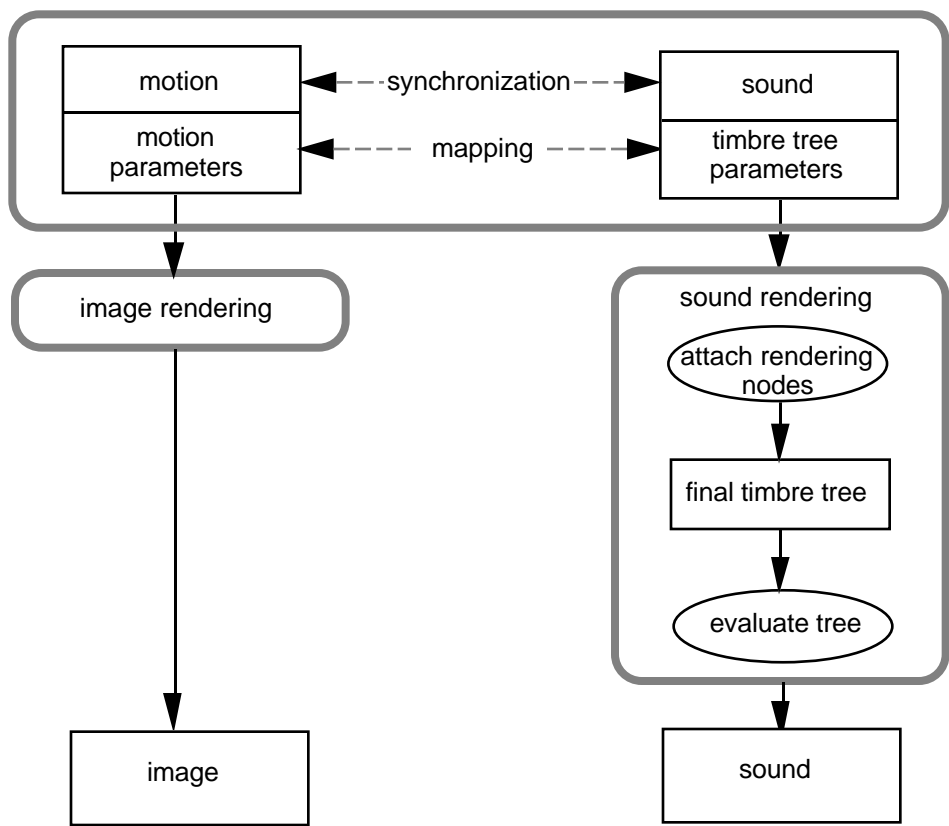 motion
synchronization
sound
motion
parameters
mapping
timbre tree
parameters
image rendering
sound rendering
attach rendering
nodes
final timbre tree
evaluate tree
image
sound